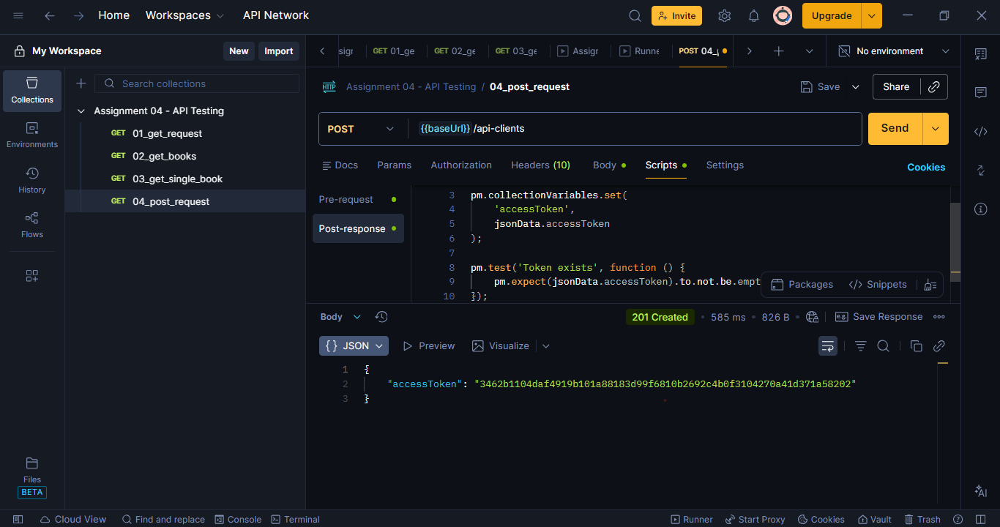 Home Workspaces API Network Invite Upgrade
My Workspace New Import sigr GET 01_ge GET 02_ge GET 03_ge Assigr Runne POST 04_ No environment
Collections
Environments
History
Flows
Files
BETA
Search collections
Assignment 04 - API Testing
GET 01_get_request
GET 02_get_books
GET 03_get_single_book
GET 04_post_request
HTTP Assignment 04 - API Testing / 04_post_request Save Share
POST {{baseUrl}} /api-clients Send
Docs Params Authorization Headers (10) Body Scripts Settings Cookies
Pre-request
Post-response
3 pm.collectionVariables.set(
4 'accessToken',
5 jsonData.accessToken
6 );
7
8 pm.test('Token exists', function () {
9 pm.expect(jsonData.accessToken).to.not.be.empt
10 });
Packages </> Snippets
Body 201 Created • 585 ms • 826 B • e.g. Save Response
{} JSON Preview Visualize
1 {
2 "accessToken": "3462b1104daf4919b101a88183d99f6810b2692c4b0f3104270a41d371a58202"
3 }
AI
Cloud View Find and replace Console Terminal Runner Start Proxy Cookies Vault Trash